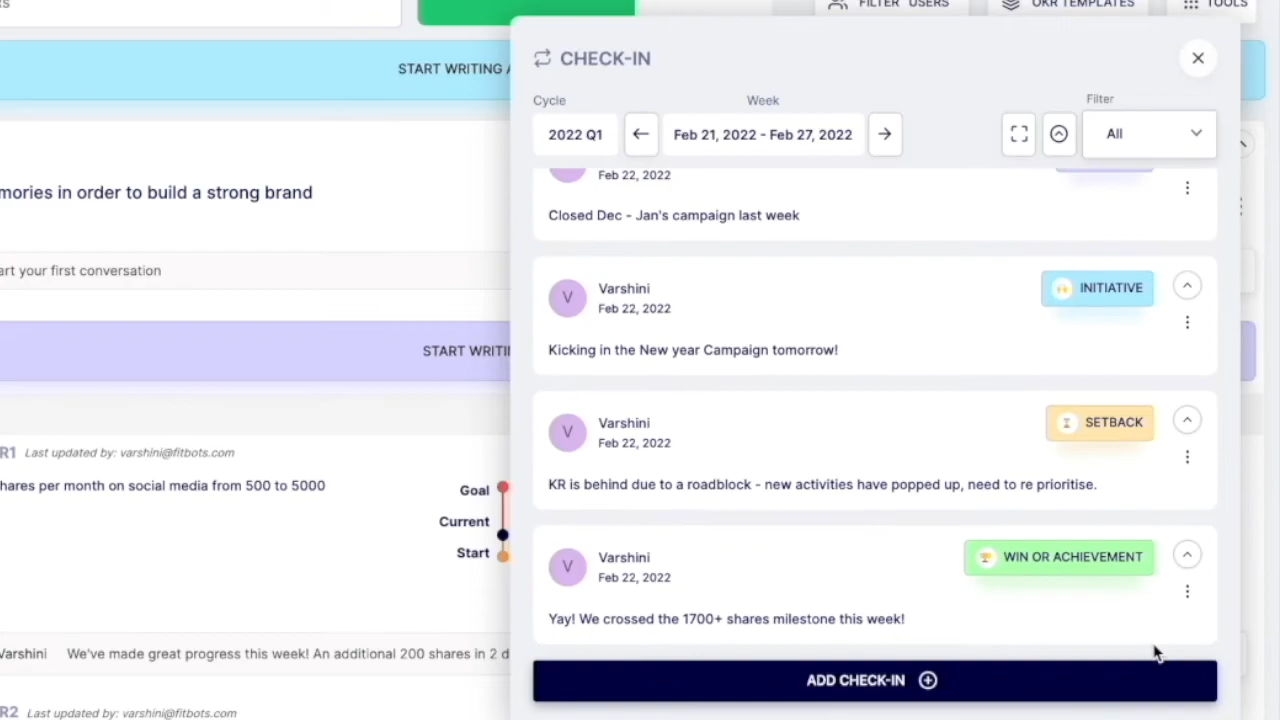 FILTER USERS
OKR TEMPLATES
TOOLS
START WRITING
CHECK-IN
Cycle
Week
Filter
2022 Q1
Feb 21, 2022 - Feb 27, 2022
All
Feb 22, 2022
Closed Dec - Jan's campaign last week
mories in order to build a strong brand
art your first conversation
Varshini
INITIATIVE
Feb 22, 2022
Kicking in the New year Campaign tomorrow!
START WRITI
Varshini
SETBACK
Feb 22, 2022
KR is behind due to a roadblock - new activities have popped up, need to re prioritise.
R1 Last updated by: varshini@fitbots.com
hares per month on social media from 500 to 5000
Goal
Current
Start
Varshini
WIN OR ACHIEVEMENT
Feb 22, 2022
Yay! We crossed the 1700+ shares milestone this week!
Varshini We've made great progress this week! An additional 200 shares in 2 d
ADD CHECK-IN
R2 Last updated by: varshini@fitbots.com